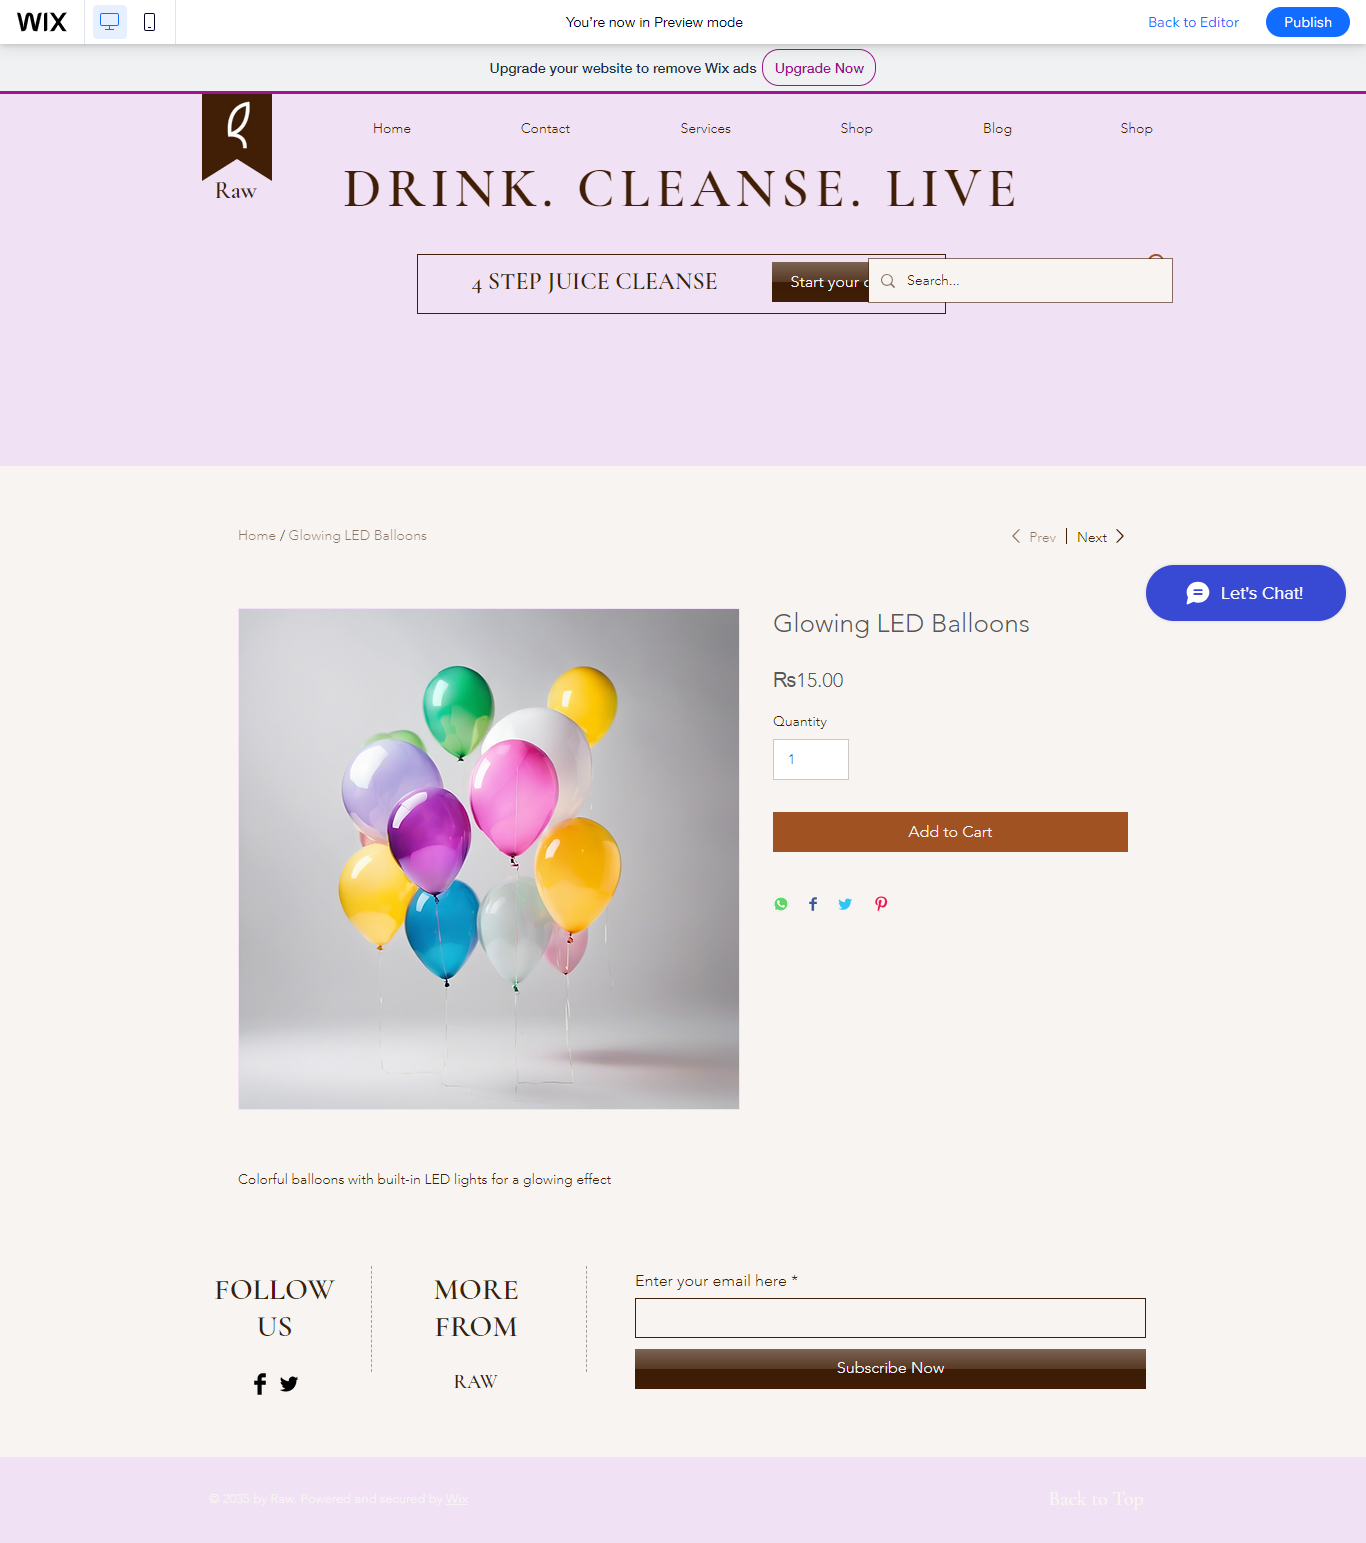 WIX
You're now in Preview mode
Back to Editor
Publish
Upgrade your website to remove Wix ads
Upgrade Now
Raw
Home
Contact
Services
Shop
Blog
Shop
DRINK. CLEANSE. LIVE
4 STEP JUICE CLEANSE
Start your
Search...
Home / Glowing LED Balloons
Prev
Next
Let's Chat!
Glowing LED Balloons
₨15.00
Quantity
1
Add to Cart
Colorful balloons with built-in LED lights for a glowing effect
FOLLOW
US
MORE
FROM
RAW
Enter your email here *
Subscribe Now
© 2035 by Raw. Powered and secured by Wix
Back to Top